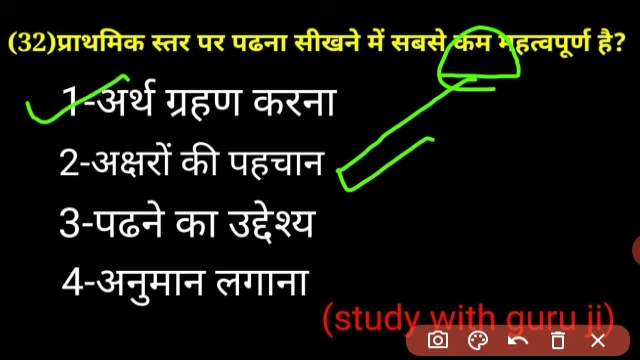 (32)प्राथमिक स्तर पर पढना सीखने में सबसे कम महत्वपूर्ण है?
1-अर्थ ग्रहण करना
2-अक्षरों की पहचान
3-पढने का उद्देश्य
4-अनुमान लगाना
(study with guru ji)